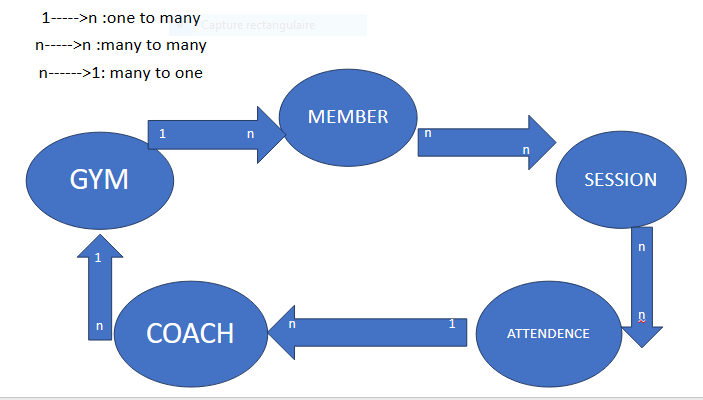 1----->n :one to many
Capture rectangulaire
n----->n :many to many
n------>1: many to one
MEMBER
1 n
n
n
GYM
SESSION
1
n
n
n
n 1
COACH
ATTENDENCE